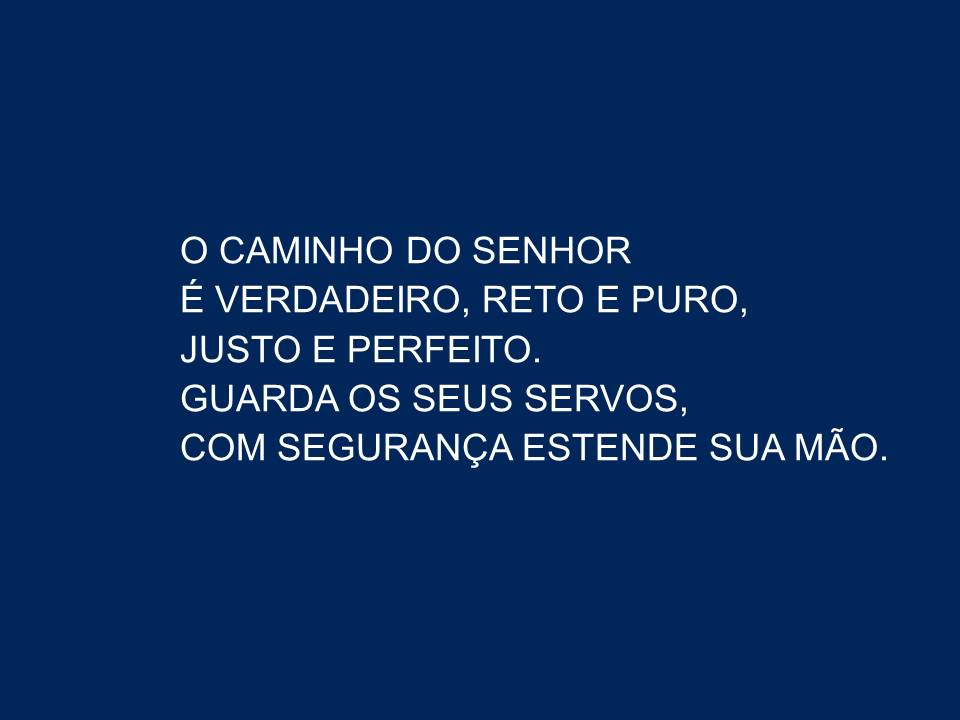 O CAMINHO DO SENHOR
É VERDADEIRO, RETO E PURO,
JUSTO E PERFEITO.
GUARDA OS SEUS SERVOS,
COM SEGURANÇA ESTENDE SUA MÃO.